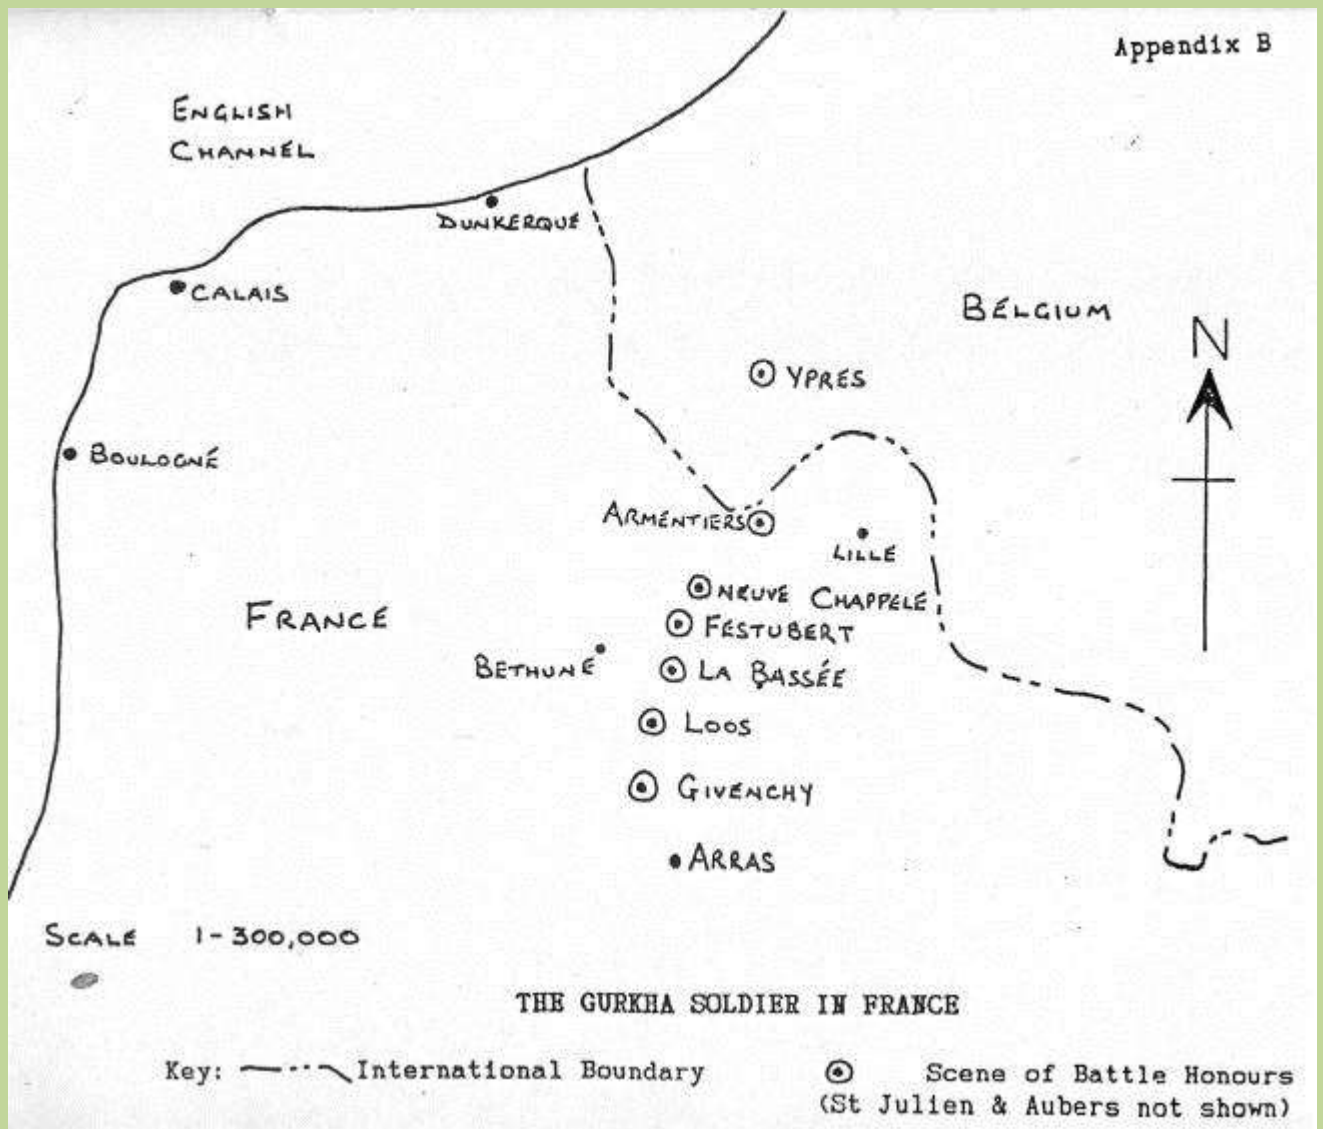 Appendix B
ENGLISH
CHANNEL
DUNKERQUE
CALAIS
BELGIUM
N
YPRES
BOULOGNE
ARMENTIERS
LILLE
NEUVE CHAPPELE
FRANCE
FESTUBERT
BETHUNE
LA BASSÉE
LOOS
GIVENCHY
ARRAS
SCALE 1-300,000
THE GURKHA SOLDIER IN FRANCE
Key: International Boundary
Scene of Battle Honours
(St Julien & Aubers not shown)